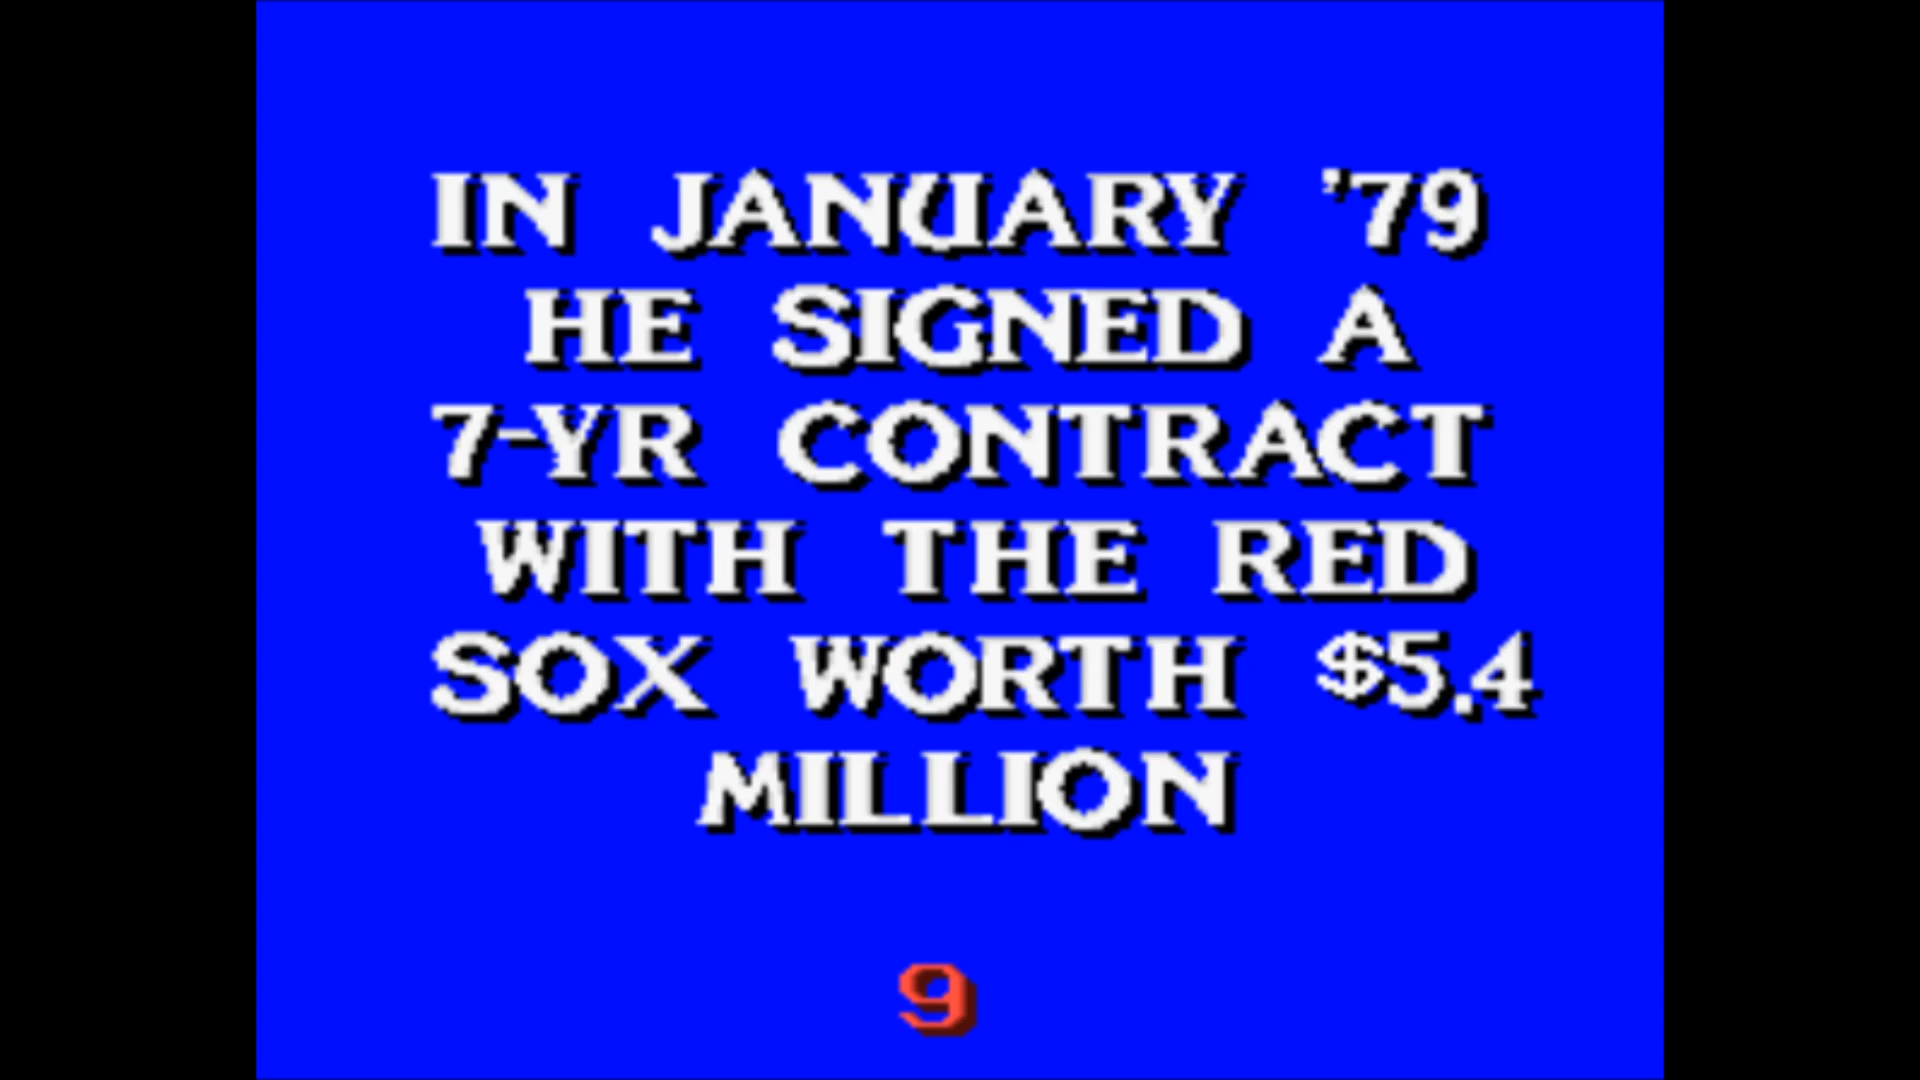 IN JANUARY '79
HE SIGNED A
7-YR CONTRACT
WITH THE RED
SOX WORTH $5.4
MILLION
9